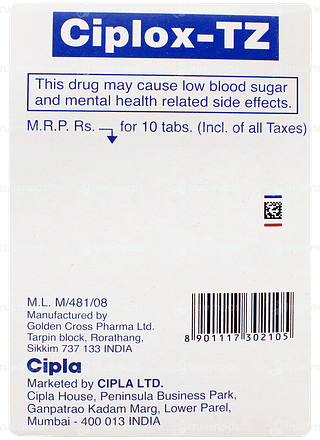 Ciplox-TZ
This drug may cause low blood sugar
and mental health related side effects.
M.R.P. Rs. for 10 tabs. (Incl. of all Taxes)
M.L. M/481/08
Manufactured by
Golden Cross Pharma Ltd.
Tarpin block, Rorathang,
Sikkim 737 133 INDIA
8 901117 302105
Cipla
Marketed by CIPLA LTD.
Cipla House, Peninsula Business Park,
Ganpatrao Kadam Marg, Lower Parel,
Mumbai - 400 013 INDIA